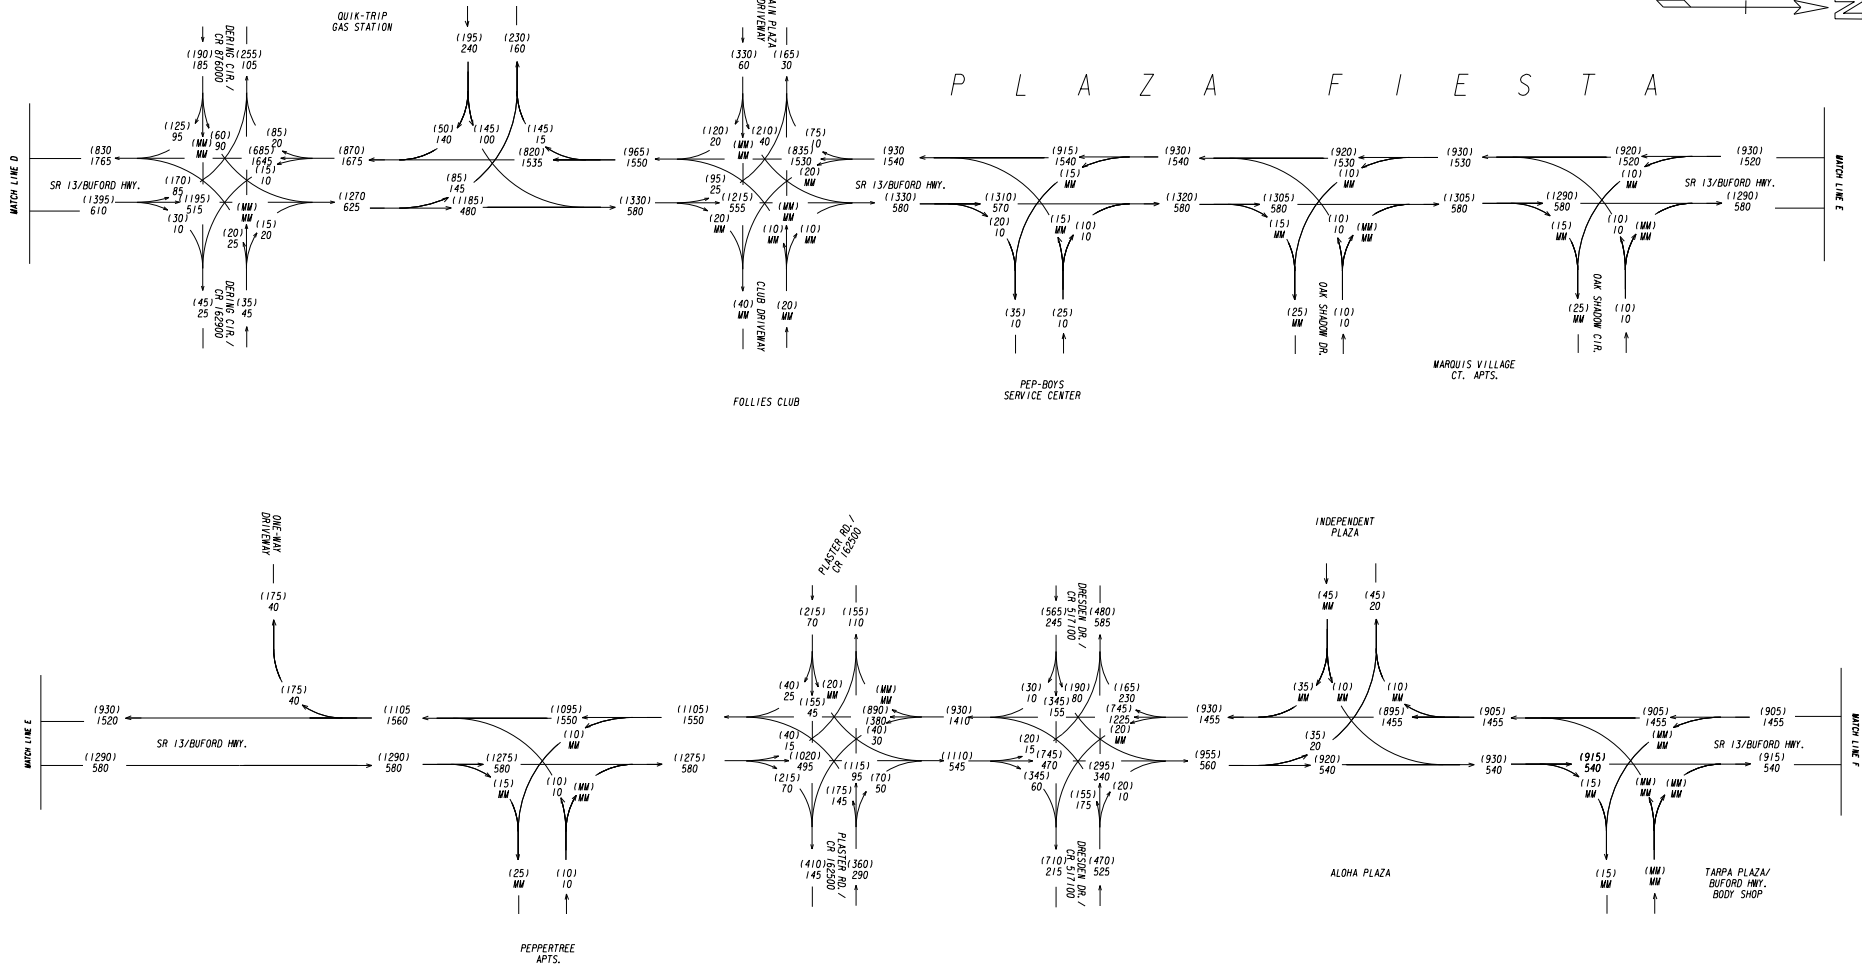 QUIK-TRIP
GAS STATION
(195)
240
(230)
160
DERING CIR./
CR 876000
(190)
185
(255)
105
AIN PLAZA
DRIVEWAY
(330)
60
(165)
30
N
PLAZA FIESTA
MATCH LINE D
(830
1765
(125)
95
(MM)
MM
(60)
90
(685)
1645
(85)
20
(15)
10
(870)
1675
(50)
140
(145)
100
(820)
1535
(145)
15
(965)
1550
(120)
20
(MM)
MM
(210)
40
(835)
1530
(75)
10
(20)
MM
(930
1540
(915)
1540
(15)
MM
(930)
1540
(920)
1530
(10)
MM
(930)
1530
(920)
1520
(10)
MM
(930)
1520
MATCH LINE E
SR 13/BUFORD HWY.
SR 13/BUFORD HWY.
SR 13/BUFORD HWY.
(1395)
610
(170)
85
(1195)
515
(30)
10
(MM)
MM
(20)
25
(15)
20
(1270
625
(85)
145
(1185)
480
(1330)
580
(95)
25
(1215)
555
(20)
MM
(MM)
MM
(10)
MM
(10)
MM
(1330)
580
(1310)
570
(20)
10
(15)
MM
(10)
10
(1320)
580
(1305)
580
(15)
MM
(10)
10
(MM)
MM
(1305)
580
(1290)
580
(15)
MM
(10)
10
(MM)
MM
(1290)
580
(45)
25
DERING CIR./
CR 162900
(35)
45
(40)
MM
CLUB DRIVEWAY
(20)
MM
(35)
10
(25)
10
(25)
MM
OAK SHADOW DR.
(10)
10
(25)
MM
OAK SHADOW CIR.
(10)
10
FOLLIES CLUB
PEP-BOYS
SERVICE CENTER
MARQUIS VILLAGE
CT. APTS.
ONE-WAY
DRIVEWAY
(175)
40
PLASTER RD./
CR 162500
(215)
70
(155)
110
DRESDEN DR./
CR 517100
(565)
245
(480)
585
INDEPENDENT
PLAZA
(45)
MM
(45)
20
MATCH LINE E
(930)
1520
(175)
40
(1105
1560
(1095)
1550
(10)
MM
(1105)
1550
(40)
25
(155)
45
(20)
MM
(890)
1380
(MM)
MM
(40)
30
(930)
1410
(30)
10
(345)
155
(190)
80
(745)
1225
(165)
230
(20)
MM
(930)
1455
(35)
MM
(10)
MM
(895)
1455
(10)
MM
(905)
1455
(905)
1455
(MM)
MM
(905)
1455
MATCH LINE F
SR 13/BUFORD HWY.
SR 13/BUFORD HWY.
(1290)
580
(1290)
580
(1275)
580
(15)
MM
(10)
10
(MM)
MM
(1275)
580
(40)
15
(1020)
495
(215)
70
(115)
95
(175)
145
(70)
50
(1110)
545
(20)
15
(745)
470
(345)
60
(295)
340
(155)
175
(20)
10
(955)
560
(35)
20
(920)
540
(930)
540
(915)
540
(15)
MM
(MM)
MM
(MM)
MM
(915)
540
(25)
MM
(10)
10
(410)
145
PLASTER RD./
CR 162500
(360)
290
(710)
215
DRESDEN DR./
CR 517100
(470)
525
(15)
MM
(MM)
MM
ALOHA PLAZA
TARPA PLAZA/
BUFORD HWY.
BODY SHOP
PEPPERTREE
APTS.